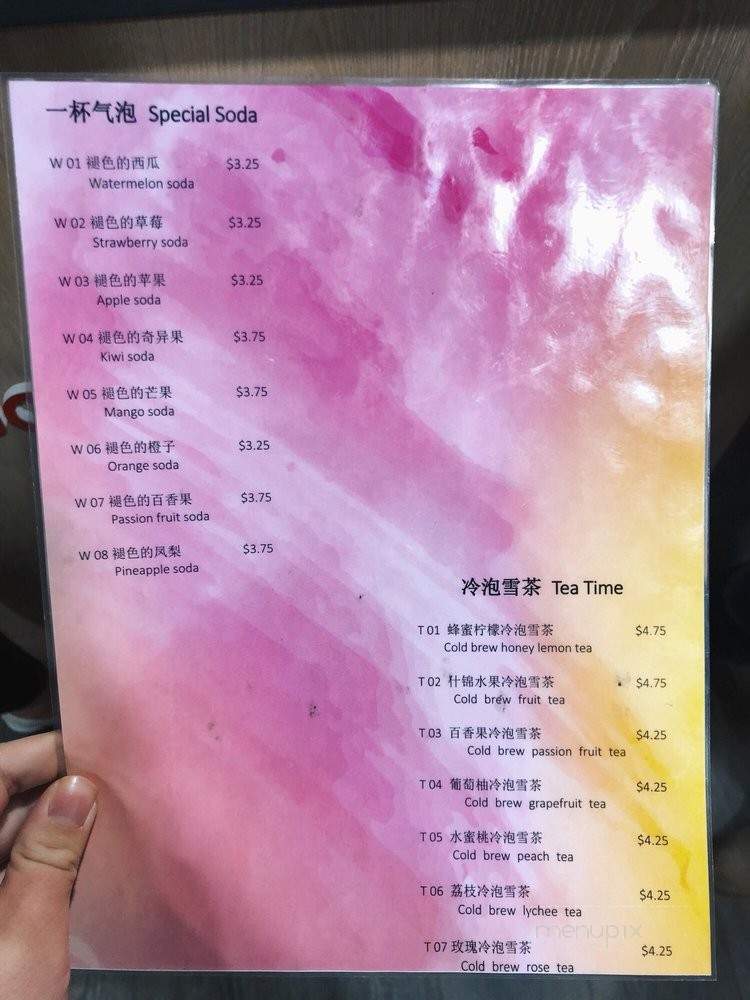 一杯气泡 Special Soda
W 01 褪色的西瓜 $3.25
Watermelon soda
W 02 褪色的草莓 $3.25
Strawberry soda
W 03 褪色的苹果 $3.25
Apple soda
W 04 褪色的奇异果 $3.75
Kiwi soda
W 05 褪色的芒果 $3.75
Mango soda
W 06 褪色的橙子 $3.25
Orange soda
W 07 褪色的百香果 $3.75
Passion fruit soda
W 08 褪色的凤梨 $3.75
Pineapple soda
冷泡雪茶 Tea Time
T 01 蜂蜜柠檬冷泡雪茶 $4.75
Cold brew honey lemon tea
T 02 什锦水果冷泡雪茶 $4.75
Cold brew fruit tea
T 03 百香果冷泡雪茶 $4.25
Cold brew passion fruit tea
T 04 葡萄柚冷泡雪茶 $4.25
Cold brew grapefruit tea
T 05 水蜜桃冷泡雪茶 $4.25
Cold brew peach tea
T 06 荔枝冷泡雪茶 $4.25
Cold brew lychee tea
menupix
T 07 玫瑰冷泡雪茶 $4.25
Cold brew rose tea